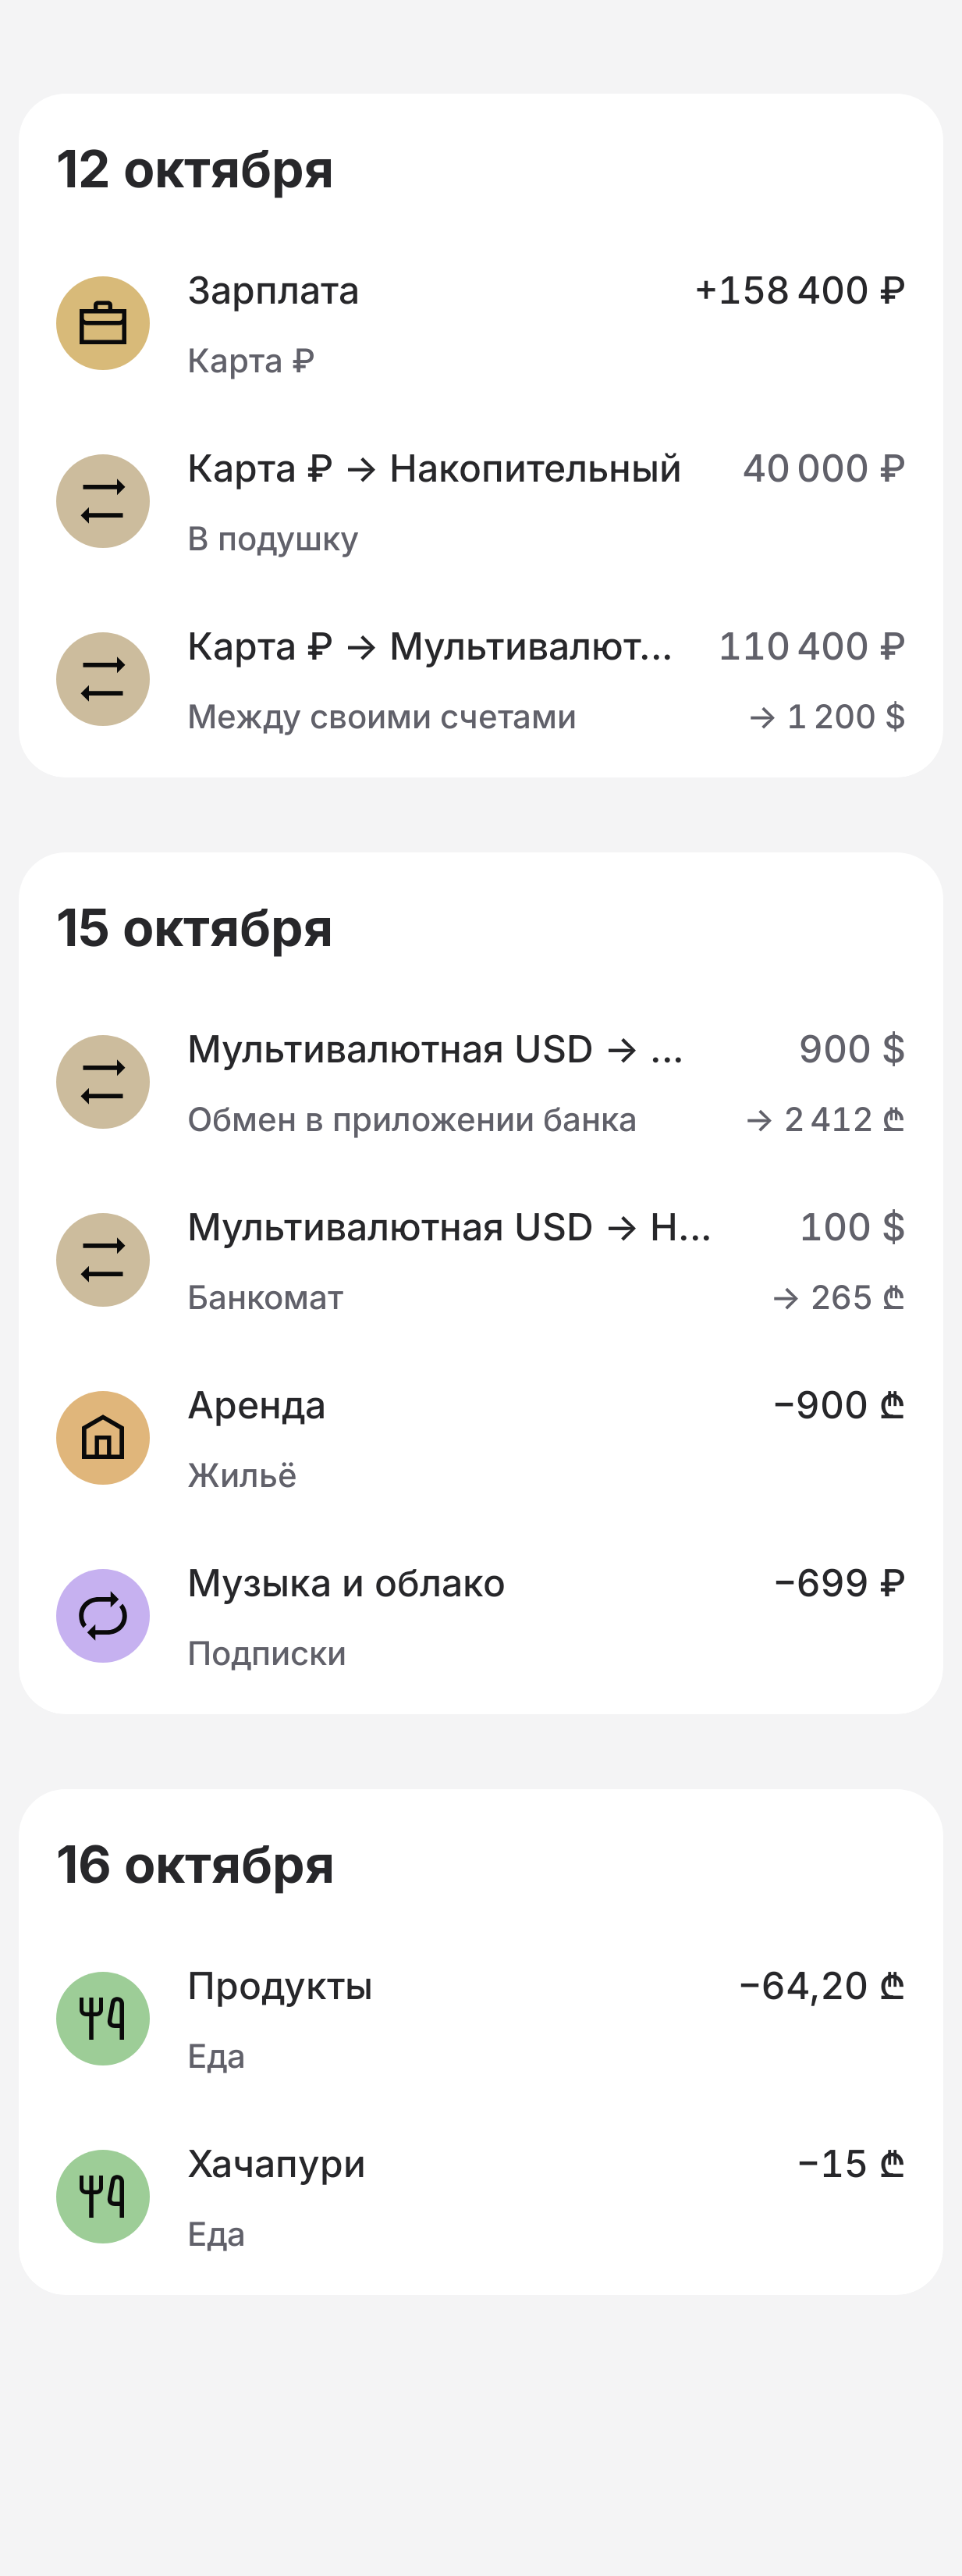 12 октября
Зарплата +158 400 ₽
Карта ₽
Карта ₽ → Накопительный 40 000 ₽
В подушку
Карта ₽ → Мультивалют... 110 400 ₽
Между своими счетами → 1 200 $
15 октября
Мультивалютная USD → ... 900 $
Обмен в приложении банка → 2 412 ₾
Мультивалютная USD → Н... 100 $
Банкомат → 265 ₾
Аренда −900 ₾
Жильё
Музыка и облако −699 ₽
Подписки
16 октября
Продукты −64,20 ₾
Еда
Хачапури −15 ₾
Еда